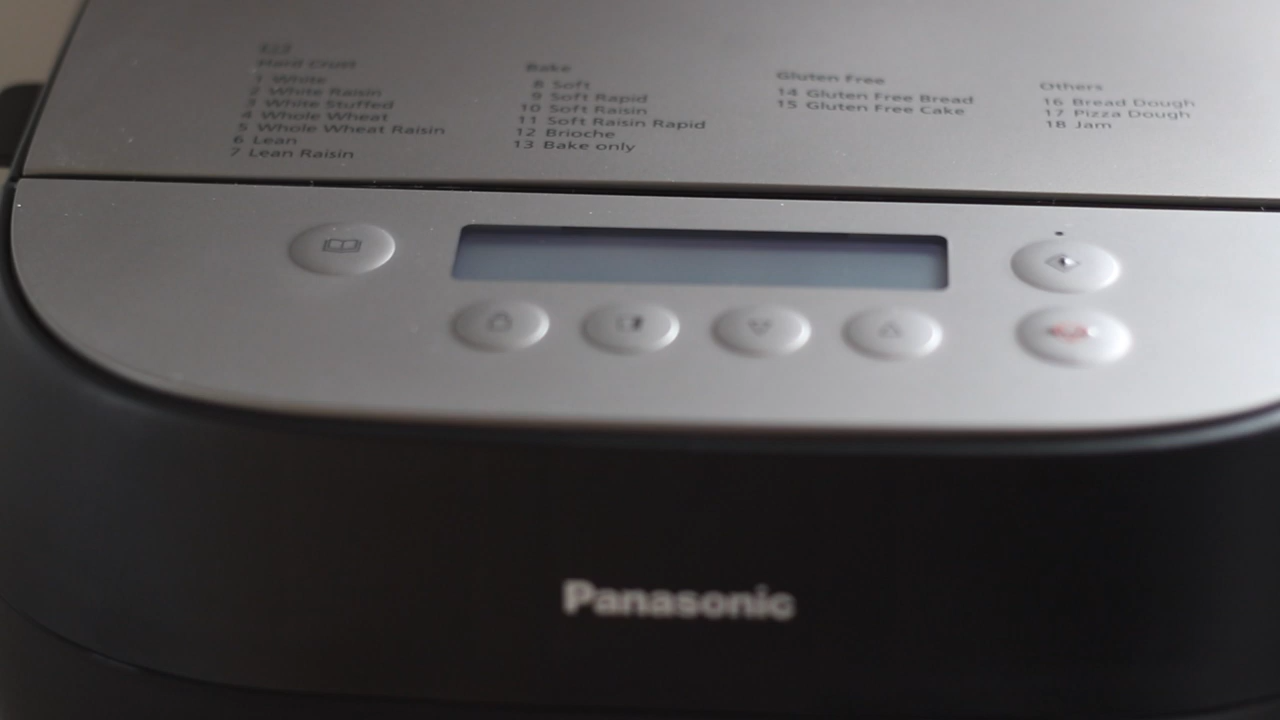 Hard Crust
1 White
2 White Raisin
3 White Stuffed
4 Whole Wheat
5 Whole Wheat Raisin
6 Lean
7 Lean Raisin
Bake
8 Soft
9 Soft Rapid
10 Soft Raisin
11 Soft Raisin Rapid
12 Brioche
13 Bake only
Gluten Free
14 Gluten Free Bread
15 Gluten Free Cake
Others
16 Bread Dough
17 Pizza Dough
18 Jam
Panasonic